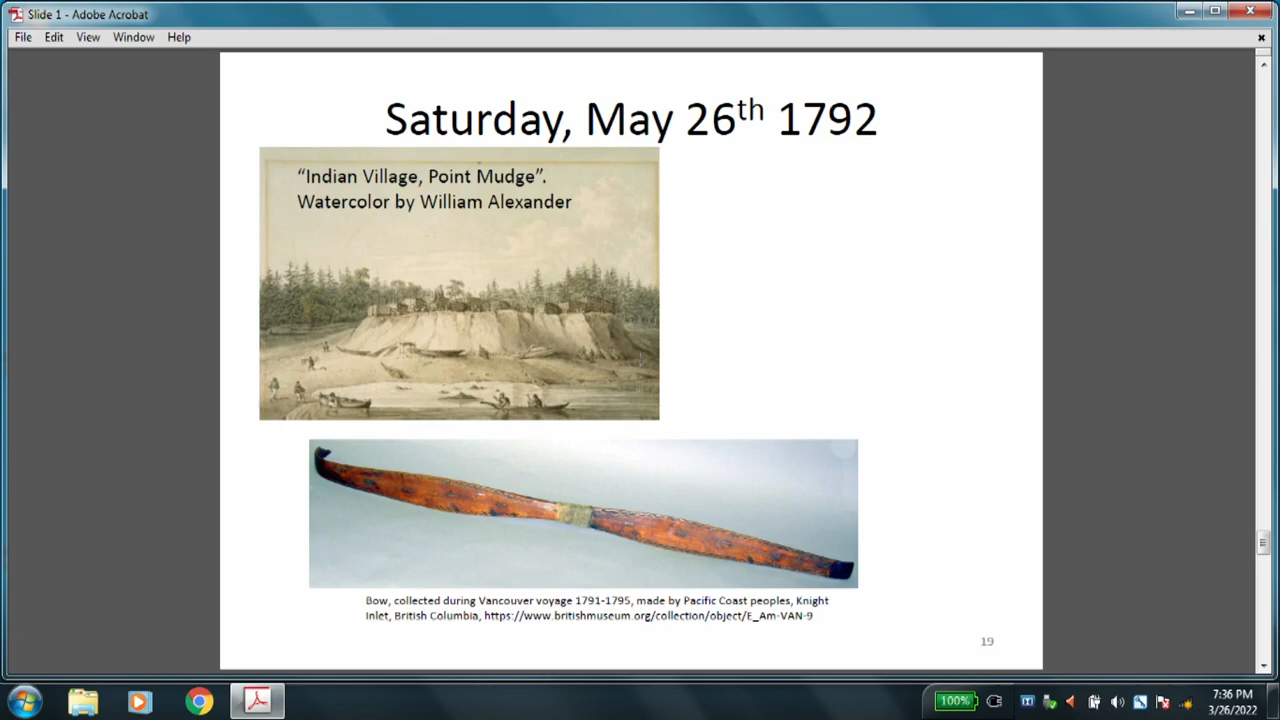 Slide 1 - Adobe Acrobat
File Edit View Window Help
Saturday, May 26th 1792
“Indian Village, Point Mudge”.
Watercolor by William Alexander
Bow, collected during Vancouver voyage 1791-1795, made by Pacific Coast peoples, Knight
Inlet, British Columbia, https://www.britishmuseum.org/collection/object/E_Am-VAN-9
19
100%
7:36 PM
3/26/2022